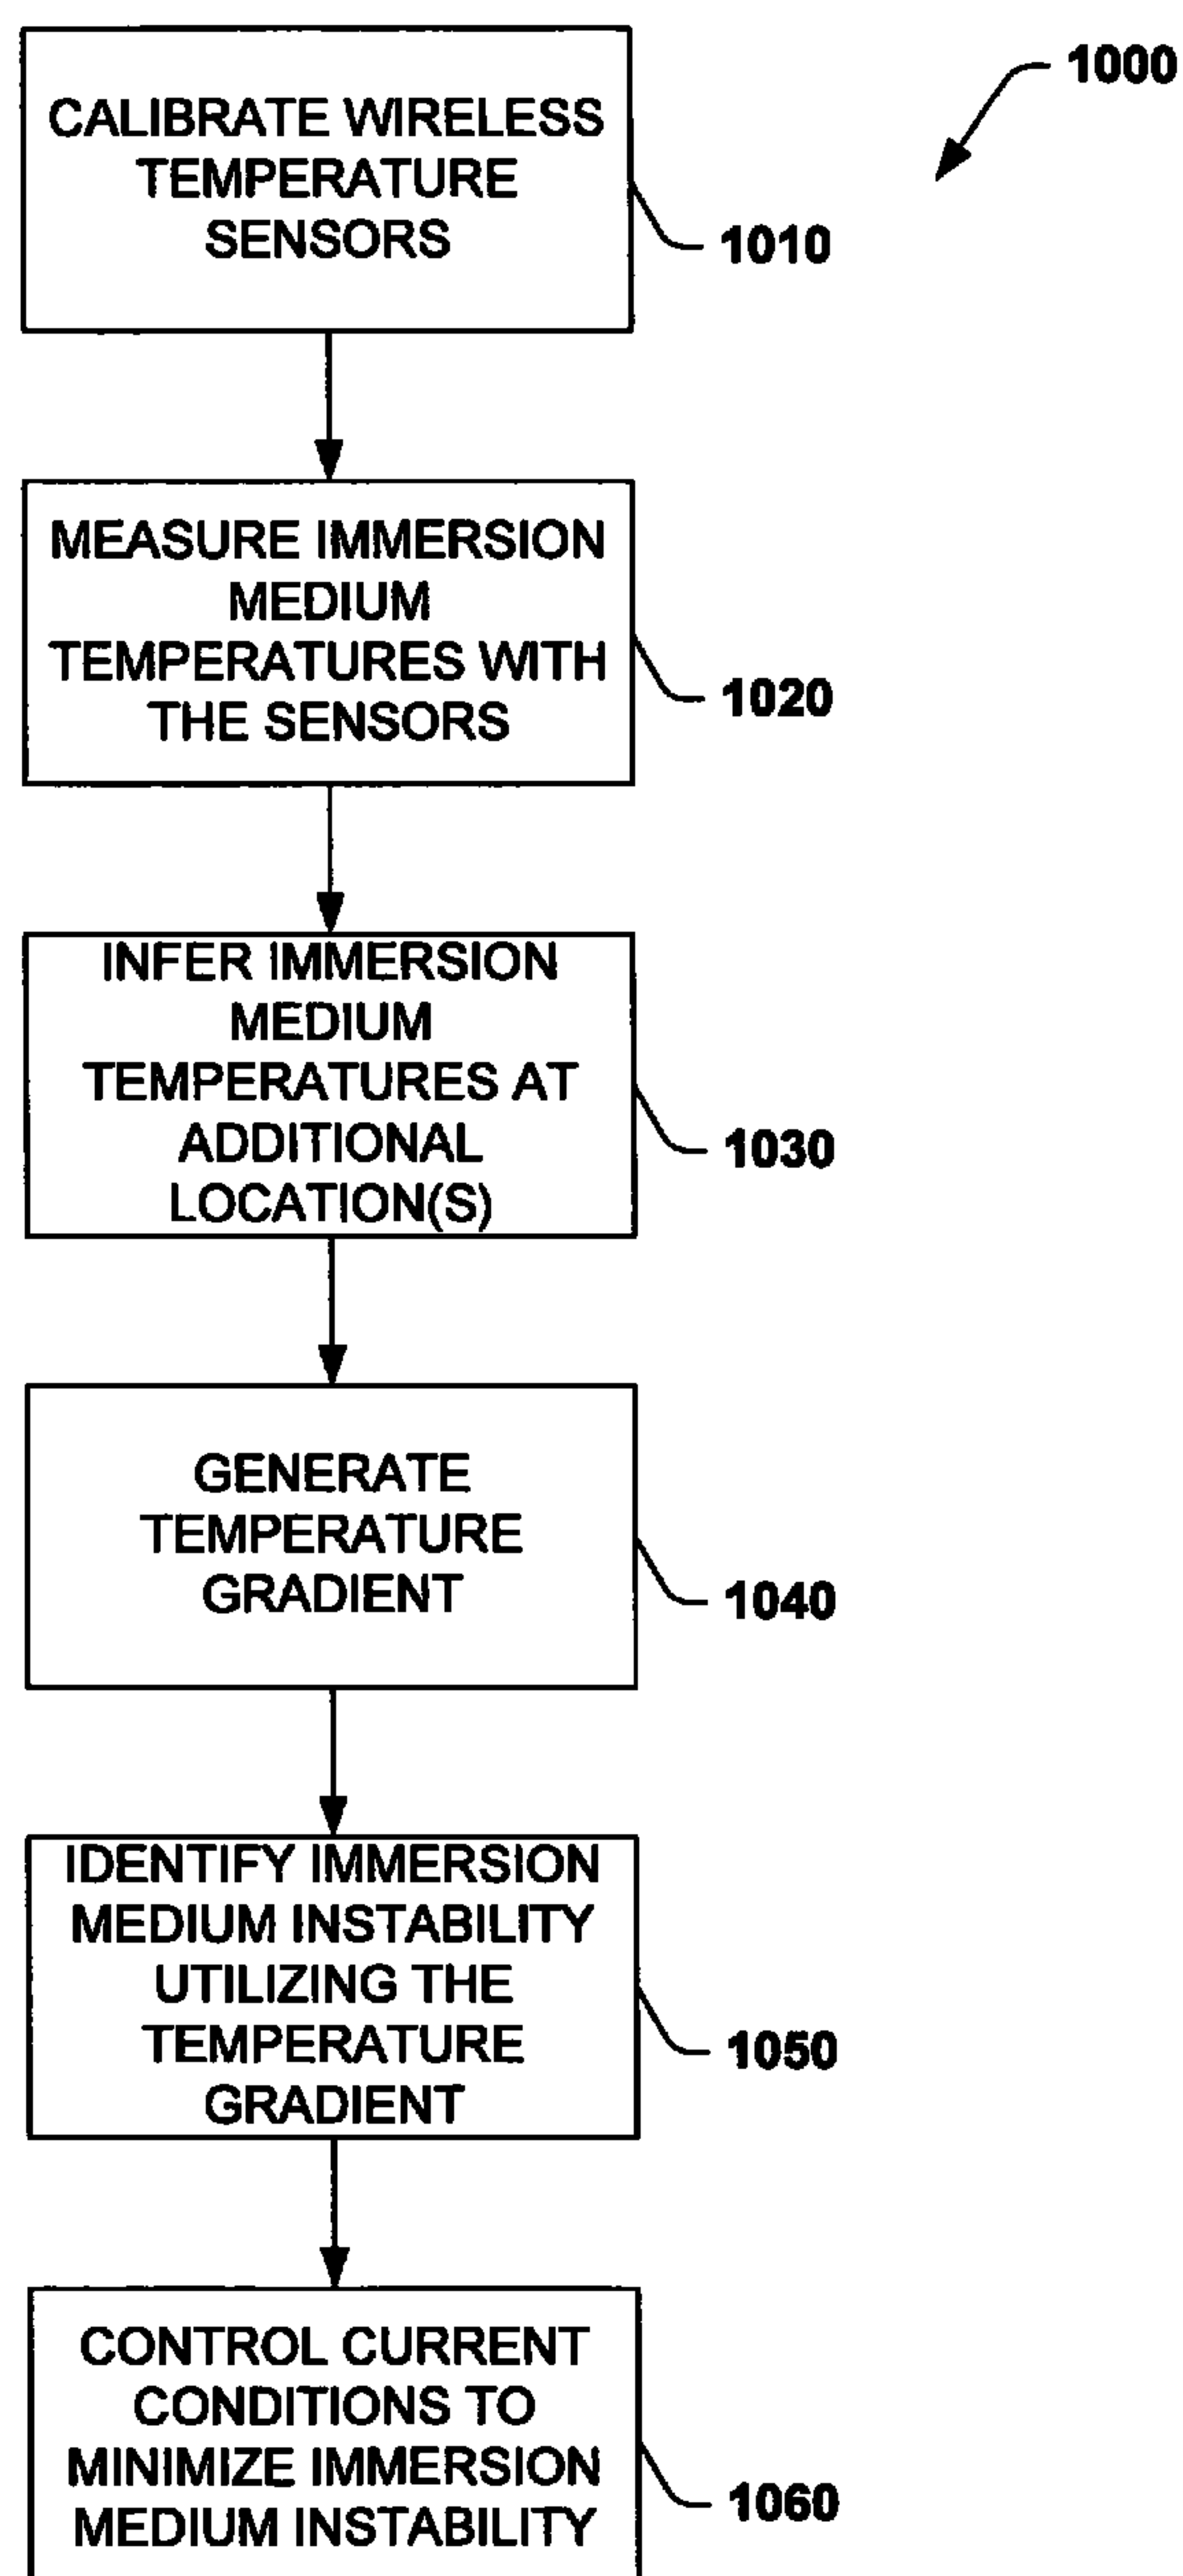 1000
CALIBRATE WIRELESS
TEMPERATURE
SENSORS
1010
MEASURE IMMERSION
MEDIUM
TEMPERATURES WITH
THE SENSORS
1020
INFER IMMERSION
MEDIUM
TEMPERATURES AT
ADDITIONAL
LOCATION(S)
1030
GENERATE
TEMPERATURE
GRADIENT
1040
IDENTIFY IMMERSION
MEDIUM INSTABILITY
UTILIZING THE
TEMPERATURE
GRADIENT
1050
CONTROL CURRENT
CONDITIONS TO
MINIMIZE IMMERSION
MEDIUM INSTABILITY
1060